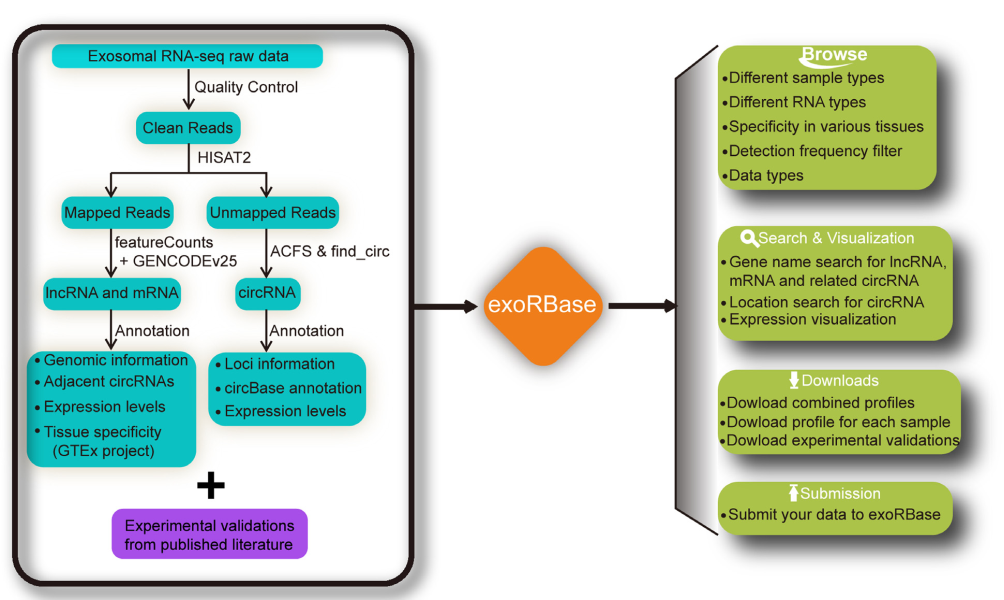 Exosomal RNA-seq raw data
Quality Control
Clean Reads
HISAT2
Mapped Reads
Unmapped Reads
featureCounts
+ GENCODEv25
ACFS & find_circ
lncRNA and mRNA
circRNA
Annotation
Annotation
• Genomic information
• Adjacent circRNAs
• Expression levels
• Tissue specificity
(GTEx project)
• Loci information
• circBase annotation
• Expression levels
+
Experimental validations
from published literature
exoRBase
Browse
•Different sample types
•Different RNA types
•Specificity in various tissues
•Detection frequency filter
•Data types
Search & Visualization
•Gene name search for lncRNA,
mRNA and related circRNA
•Location search for circRNA
•Expression visualization
Downloads
•Dowload combined profiles
•Dowload profile for each sample
•Dowload experimental validations
Submission
•Submit your data to exoRBase